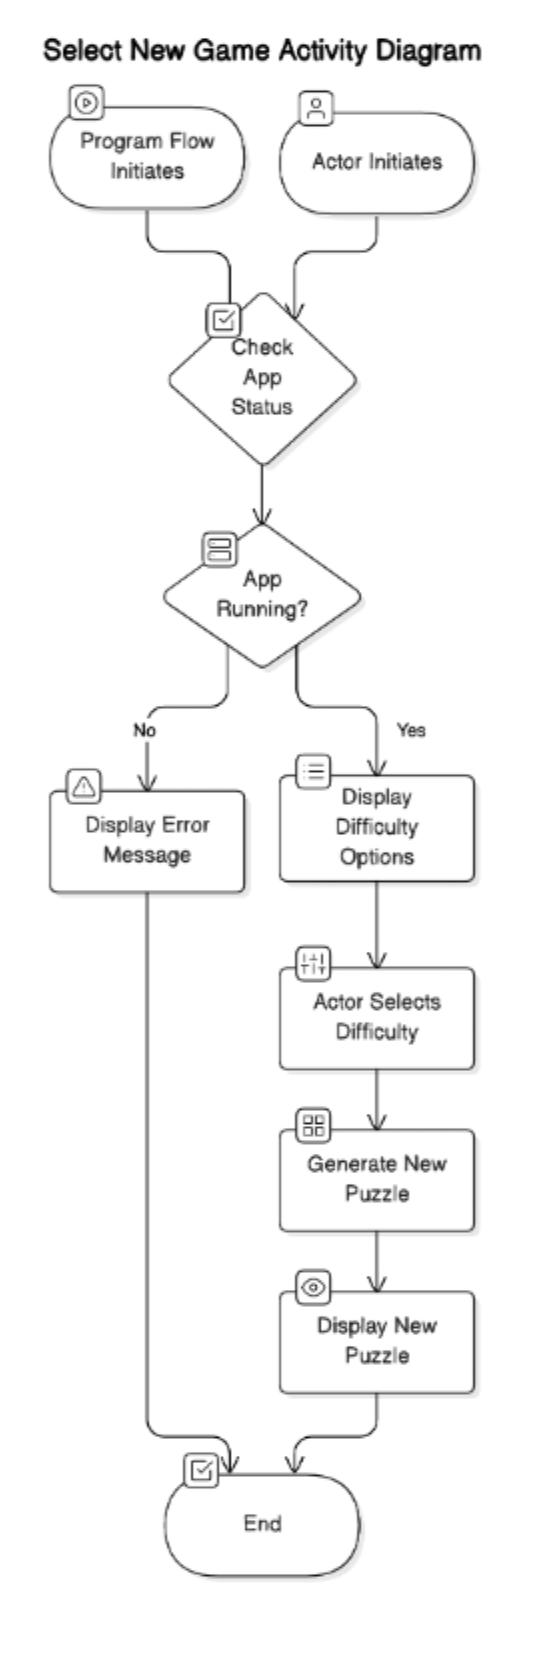 Select New Game Activity Diagram
Program Flow
Initiates
Actor Initiates
Check
App
Status
App
Running?
No
Yes
Display Error
Message
Display
Difficulty
Options
Actor Selects
Difficulty
Generate New
Puzzle
Display New
Puzzle
End